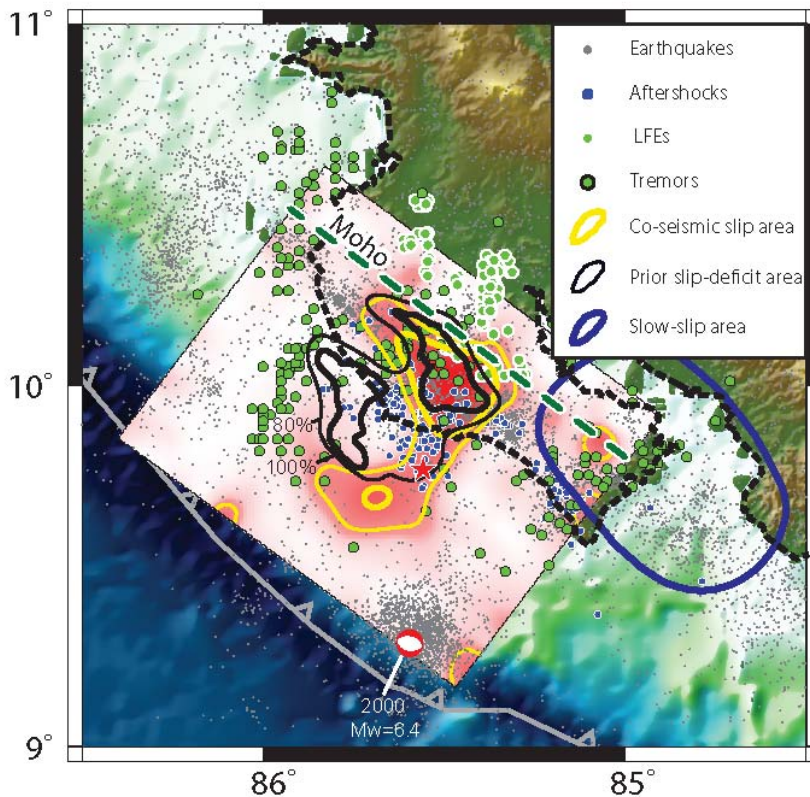 11°
Earthquakes
Aftershocks
LFEs
Tremors
Co-seismic slip area
Prior slip-deficit area
Slow-slip area
Moho
10°
80%
100%
2000
Mw=6.4
9°
86°
85°